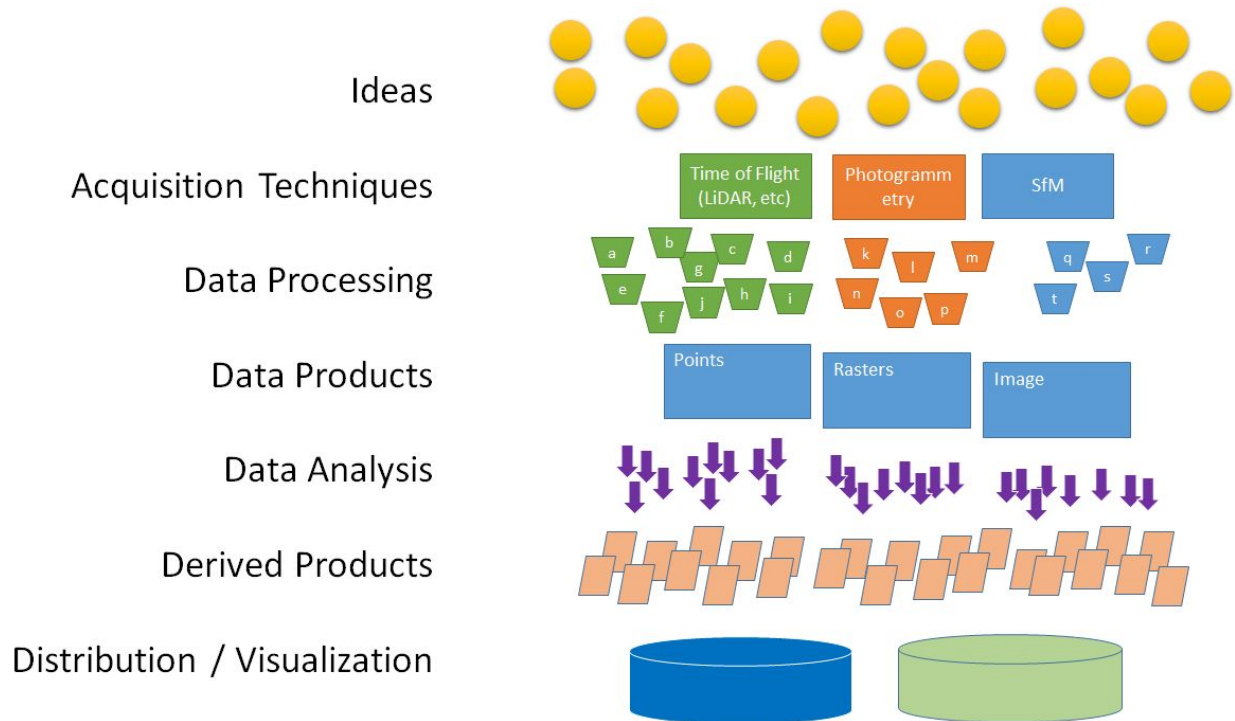 Ideas
Acquisition Techniques
Time of Flight
(LiDAR, etc)
Photogramm
etry
SfM
Data Processing
a
b
c
d
g
e
f
j
h
i
k
l
m
n
o
p
q
r
s
t
Data Products
Points
Rasters
Image
Data Analysis
Derived Products
Distribution / Visualization